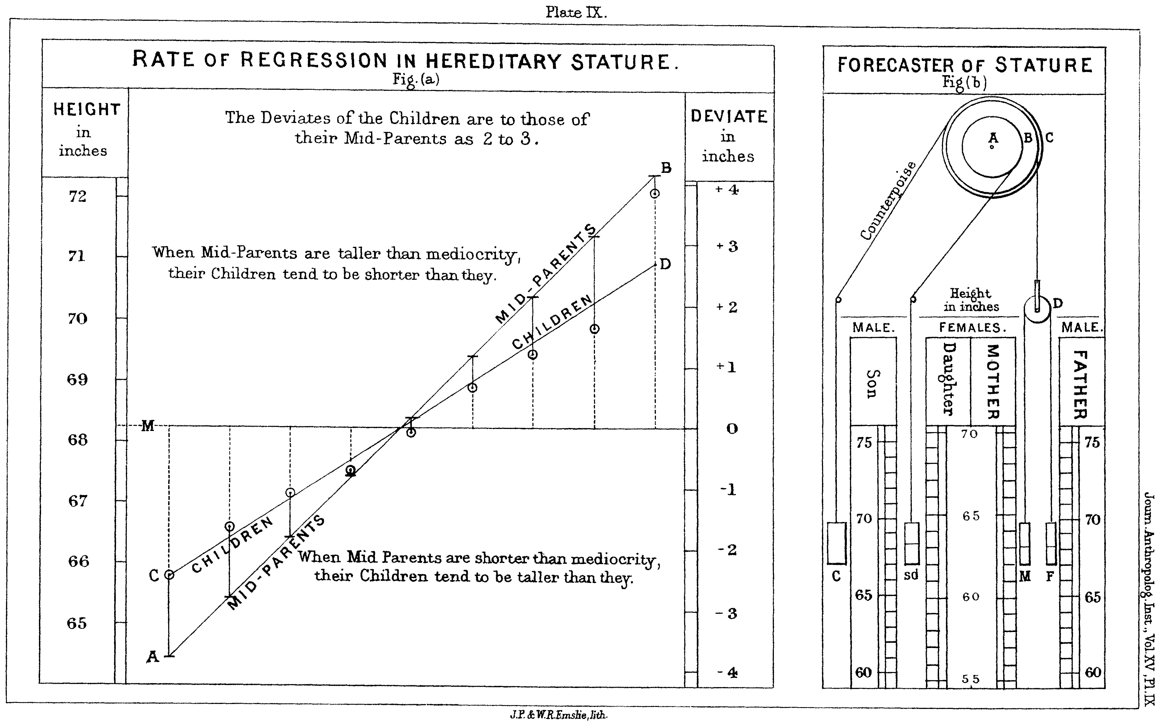 Plate IX.
RATE OF REGRESSION IN HEREDITARY STATURE.
Fig.(a)
HEIGHT
in
inches
The Deviates of the Children are to those of
their Mid-Parents as 2 to 3.
DEVIATE
in
inches
72
71
70
69
68
67
66
65
When Mid-Parents are taller than mediocrity,
their Children tend to be shorter than they.
MID-PARENTS
CHILDREN
B
D
M
CHILDREN
MID-PARENTS
C
A
When Mid Parents are shorter than mediocrity,
their Children tend to be taller than they.
+4
+3
+2
+1
0
-1
-2
-3
-4
FORECASTER OF STATURE
Fig(b)
A B C
Counterpoise
D
Height
in inches
MALE. FEMALES. MALE.
Son
Daughter
MOTHER
FATHER
75
70
65
60
70
65
60
55
75
70
65
60
C sd M F
Journ. Anthropolog. Inst., Vol. XV, Pl. IX
J.P. & W.R. Emslie, lith.